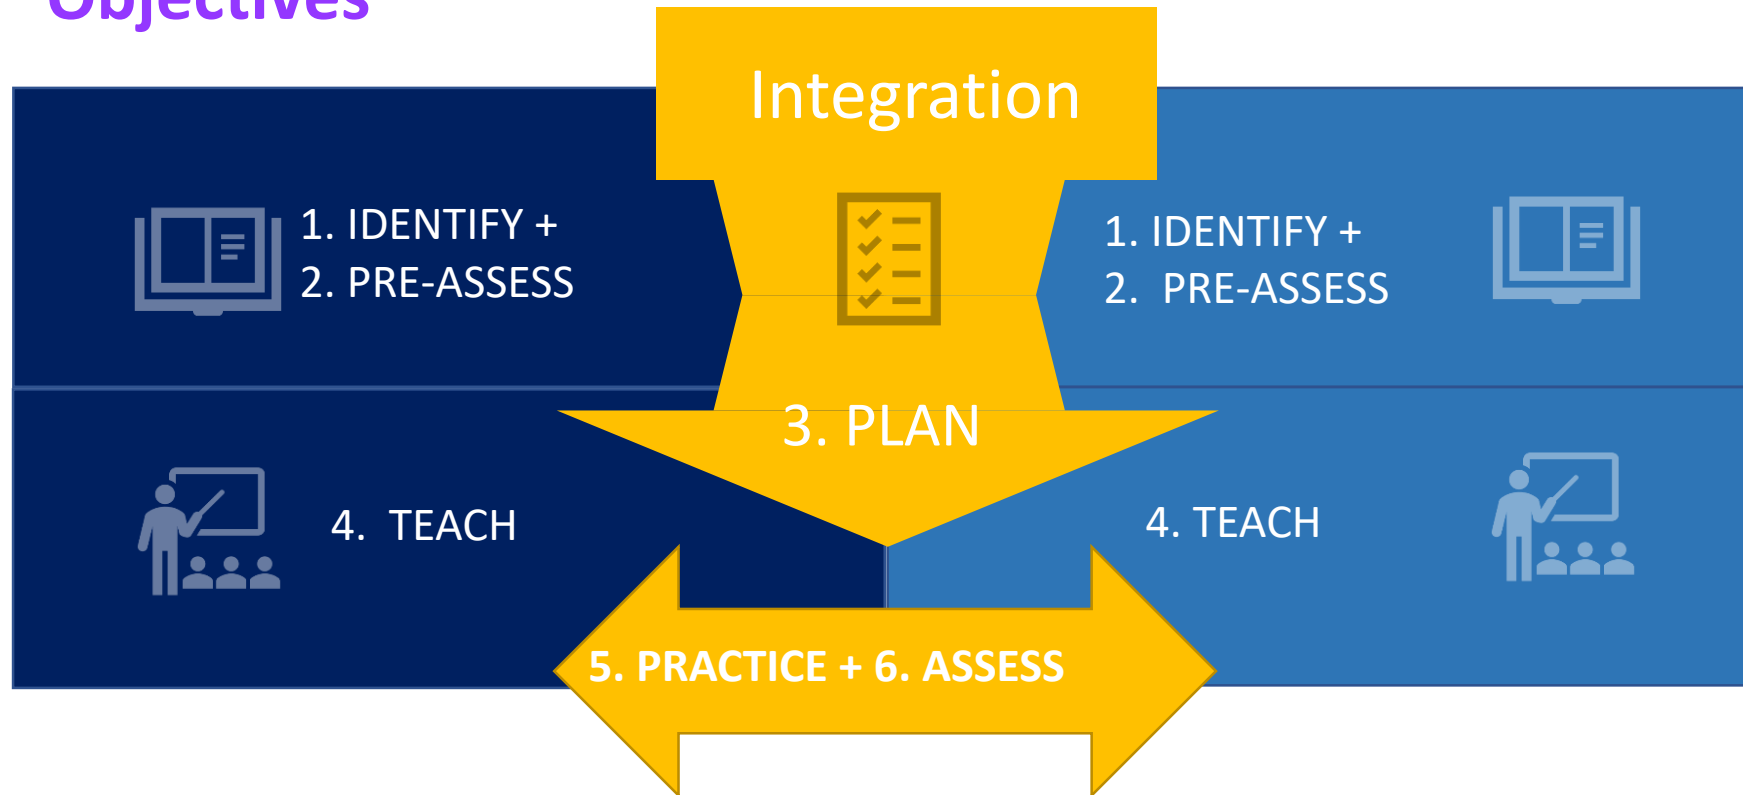 Objectives
Integration
1. IDENTIFY +
2. PRE-ASSESS
1. IDENTIFY +
2. PRE-ASSESS
3. PLAN
4. TEACH
4. TEACH
5. PRACTICE + 6. ASSESS